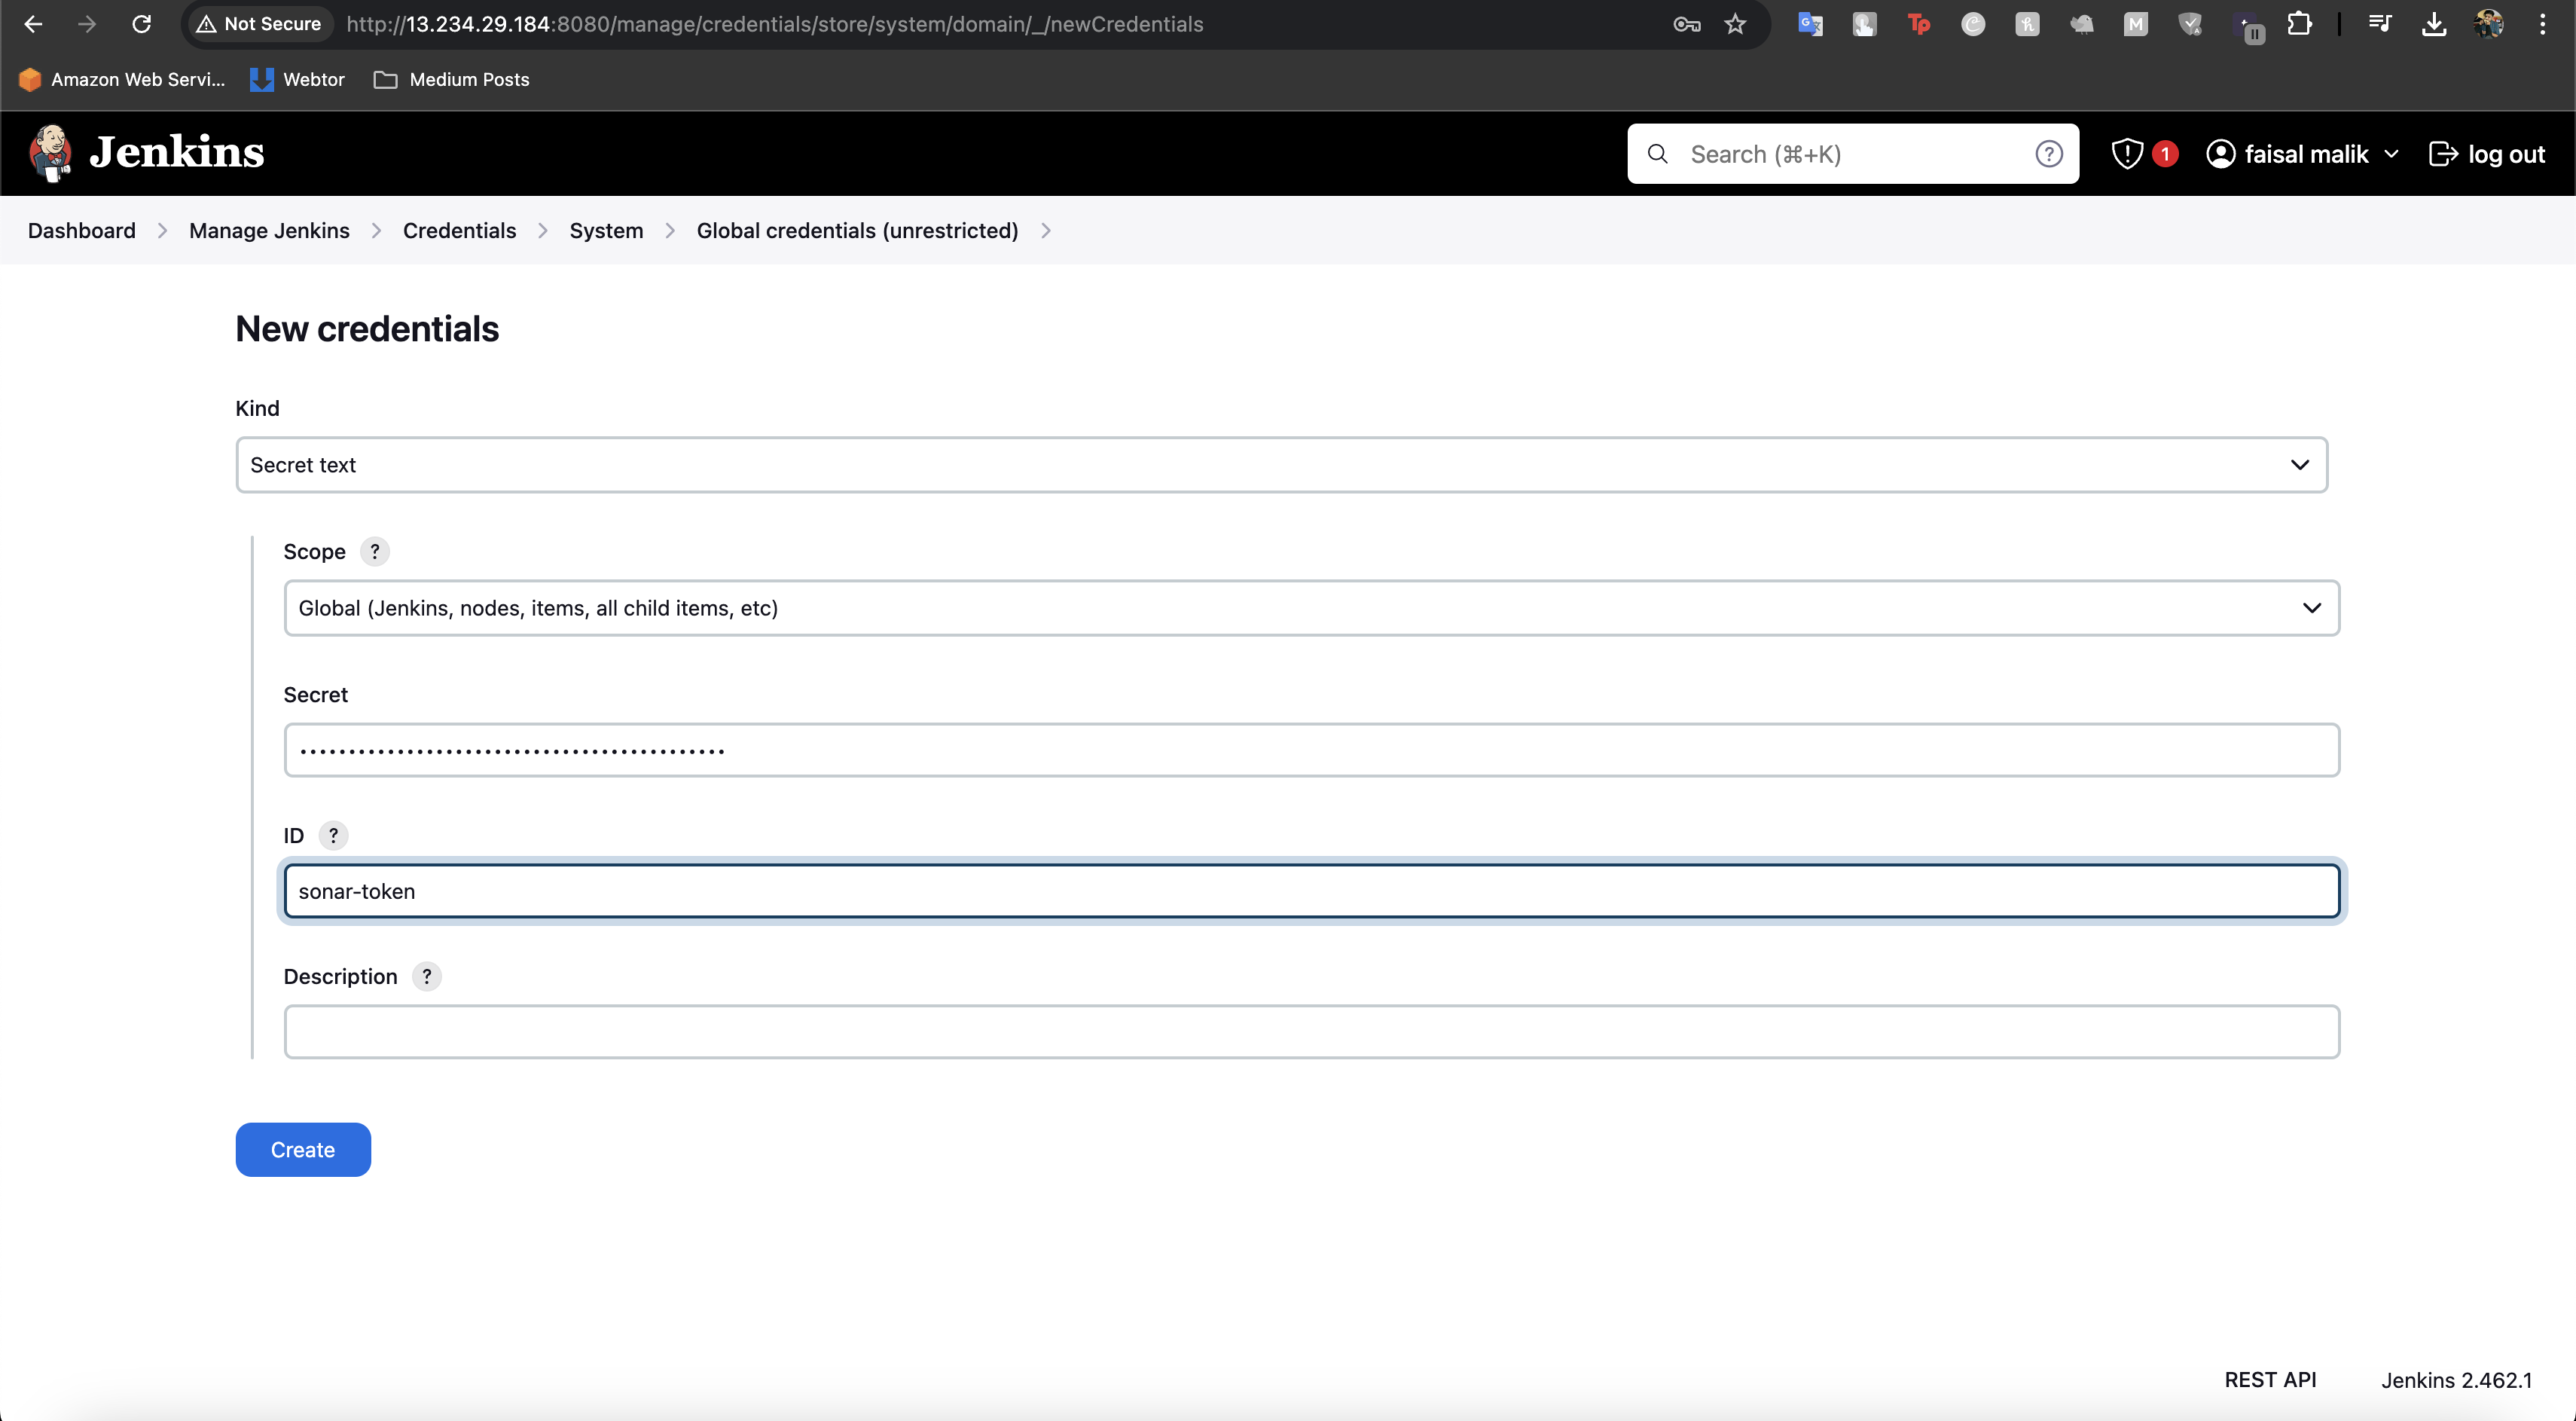 Not Secure http://13.234.29.184:8080/manage/credentials/store/system/domain/_/newCredentials
Amazon Web Servi... Webtor Medium Posts
Jenkins Search (⌘+K) ? 1 faisal malik log out
Dashboard > Manage Jenkins > Credentials > System > Global credentials (unrestricted) >
New credentials
Kind
Secret text
Scope ?
Global (Jenkins, nodes, items, all child items, etc)
Secret
••••••••••••••••••••••••••••••••••••••••••••
ID ?
sonar-token
Description ?
Create
REST API Jenkins 2.462.1